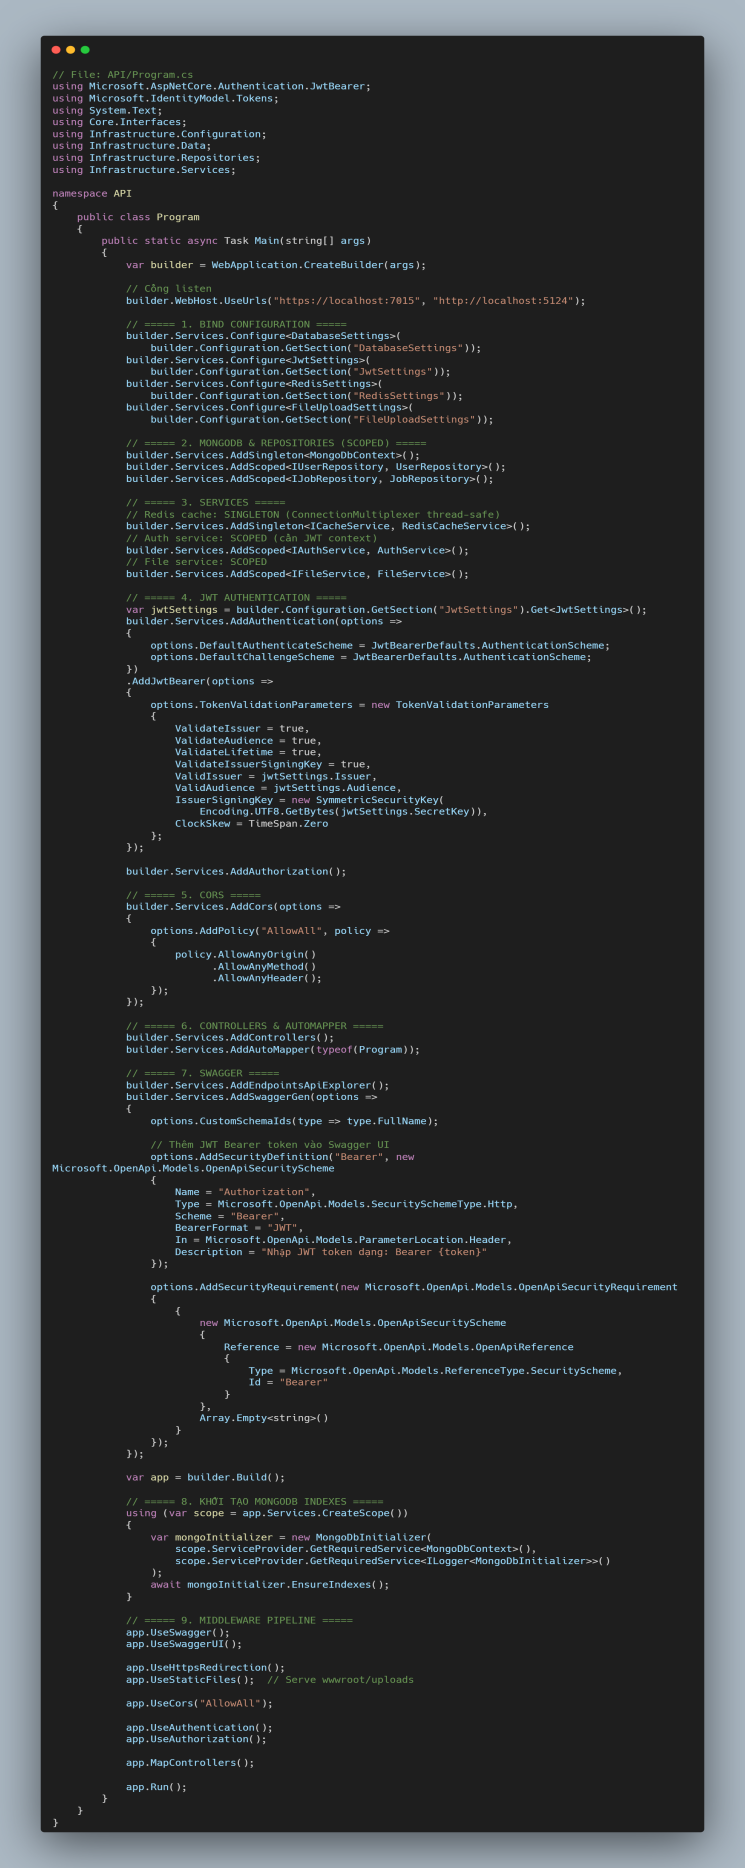 // File: API/Program.cs
using Microsoft.AspNetCore.Authentication.JwtBearer;
using Microsoft.IdentityModel.Tokens;
using System.Text;
using Core.Interfaces;
using Infrastructure.Configuration;
using Infrastructure.Data;
using Infrastructure.Repositories;
using Infrastructure.Services;

namespace API
{
    public class Program
    {
        public static async Task Main(string[] args)
        {
            var builder = WebApplication.CreateBuilder(args);

            // Cổng listen
            builder.WebHost.UseUrls("https://localhost:7015", "http://localhost:5124");

            // ===== 1. BIND CONFIGURATION =====
            builder.Services.Configure<DatabaseSettings>(
                builder.Configuration.GetSection("DatabaseSettings"));
            builder.Services.Configure<JwtSettings>(
                builder.Configuration.GetSection("JwtSettings"));
            builder.Services.Configure<RedisSettings>(
                builder.Configuration.GetSection("RedisSettings"));
            builder.Services.Configure<FileUploadSettings>(
                builder.Configuration.GetSection("FileUploadSettings"));

            // ===== 2. MONGODB & REPOSITORIES (SCOPED) =====
            builder.Services.AddSingleton<MongoDbContext>();
            builder.Services.AddScoped<IUserRepository, UserRepository>();
            builder.Services.AddScoped<IJobRepository, JobRepository>();

            // ===== 3. SERVICES =====
            // Redis cache: SINGLETON (ConnectionMultiplexer thread-safe)
            builder.Services.AddSingleton<ICacheService, RedisCacheService>();
            // Auth service: SCOPED (cần JWT context)
            builder.Services.AddScoped<IAuthService, AuthService>();
            // File service: SCOPED
            builder.Services.AddScoped<IFileService, FileService>();

            // ===== 4. JWT AUTHENTICATION =====
            var jwtSettings = builder.Configuration.GetSection("JwtSettings").Get<JwtSettings>();
            builder.Services.AddAuthentication(options =>
            {
                options.DefaultAuthenticateScheme = JwtBearerDefaults.AuthenticationScheme;
                options.DefaultChallengeScheme = JwtBearerDefaults.AuthenticationScheme;
            })
            .AddJwtBearer(options =>
            {
                options.TokenValidationParameters = new TokenValidationParameters
                {
                    ValidateIssuer = true,
                    ValidateAudience = true,
                    ValidateLifetime = true,
                    ValidateIssuerSigningKey = true,
                    ValidIssuer = jwtSettings.Issuer,
                    ValidAudience = jwtSettings.Audience,
                    IssuerSigningKey = new SymmetricSecurityKey(
                        Encoding.UTF8.GetBytes(jwtSettings.SecretKey)),
                    ClockSkew = TimeSpan.Zero
                };
            });

            builder.Services.AddAuthorization();

            // ===== 5. CORS =====
            builder.Services.AddCors(options =>
            {
                options.AddPolicy("AllowAll", policy =>
                {
                    policy.AllowAnyOrigin()
                          .AllowAnyMethod()
                          .AllowAnyHeader();
                });
            });

            // ===== 6. CONTROLLERS & AUTOMAPPER =====
            builder.Services.AddControllers();
            builder.Services.AddAutoMapper(typeof(Program));

            // ===== 7. SWAGGER =====
            builder.Services.AddEndpointsApiExplorer();
            builder.Services.AddSwaggerGen(options =>
            {
                options.CustomSchemaIds(type => type.FullName);

                // Thêm JWT Bearer token vào Swagger UI
                options.AddSecurityDefinition("Bearer", new
Microsoft.OpenApi.Models.OpenApiSecurityScheme
                {
                    Name = "Authorization",
                    Type = Microsoft.OpenApi.Models.SecuritySchemeType.Http,
                    Scheme = "Bearer",
                    BearerFormat = "JWT",
                    In = Microsoft.OpenApi.Models.ParameterLocation.Header,
                    Description = "Nhập JWT token dạng: Bearer {token}"
                });

                options.AddSecurityRequirement(new Microsoft.OpenApi.Models.OpenApiSecurityRequirement
                {
                    {
                        new Microsoft.OpenApi.Models.OpenApiSecurityScheme
                        {
                            Reference = new Microsoft.OpenApi.Models.OpenApiReference
                            {
                                Type = Microsoft.OpenApi.Models.ReferenceType.SecurityScheme,
                                Id = "Bearer"
                            }
                        },
                        Array.Empty<string>()
                    }
                });
            });

            var app = builder.Build();

            // ===== 8. KHỞI TẠO MONGODB INDEXES =====
            using (var scope = app.Services.CreateScope())
            {
                var mongoInitializer = new MongoDbInitializer(
                    scope.ServiceProvider.GetRequiredService<MongoDbContext>(),
                    scope.ServiceProvider.GetRequiredService<ILogger<MongoDbInitializer>>()
                );
                await mongoInitializer.EnsureIndexes();
            }

            // ===== 9. MIDDLEWARE PIPELINE =====
            app.UseSwagger();
            app.UseSwaggerUI();

            app.UseHttpsRedirection();
            app.UseStaticFiles();  // Serve wwwroot/uploads

            app.UseCors("AllowAll");

            app.UseAuthentication();
            app.UseAuthorization();

            app.MapControllers();

            app.Run();
        }
    }
}